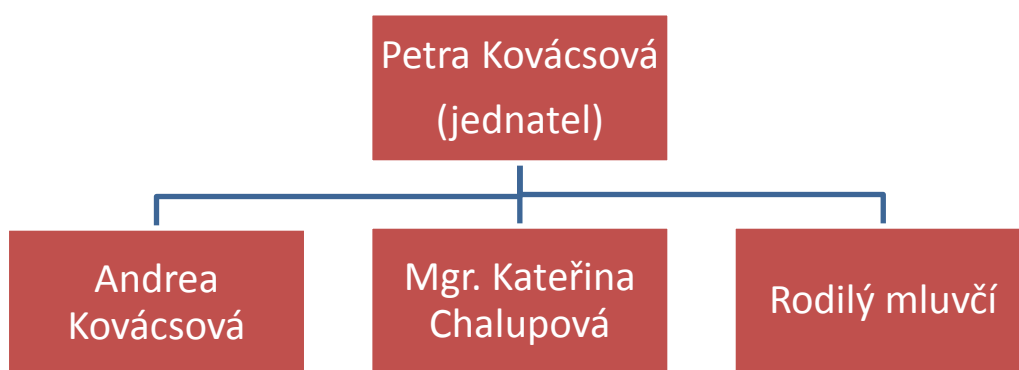 Petra Kovácsová
(jednatel)
Andrea
Kovácsová
Mgr. Kateřina
Chalupová
Rodilý mluvčí